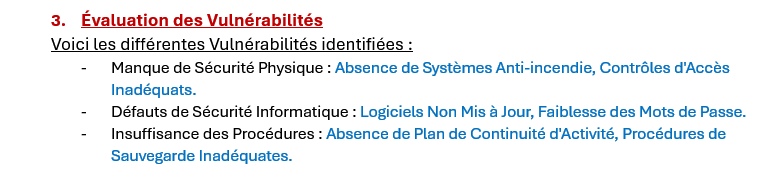 3. Évaluation des Vulnérabilités
Voici les différentes Vulnérabilités identifiées :
- Manque de Sécurité Physique : Absence de Systèmes Anti-incendie, Contrôles d'Accès
Inadéquats.
- Défauts de Sécurité Informatique : Logiciels Non Mis à Jour, Faiblesse des Mots de Passe.
- Insuffisance des Procédures : Absence de Plan de Continuité d'Activité, Procédures de
Sauvegarde Inadéquates.